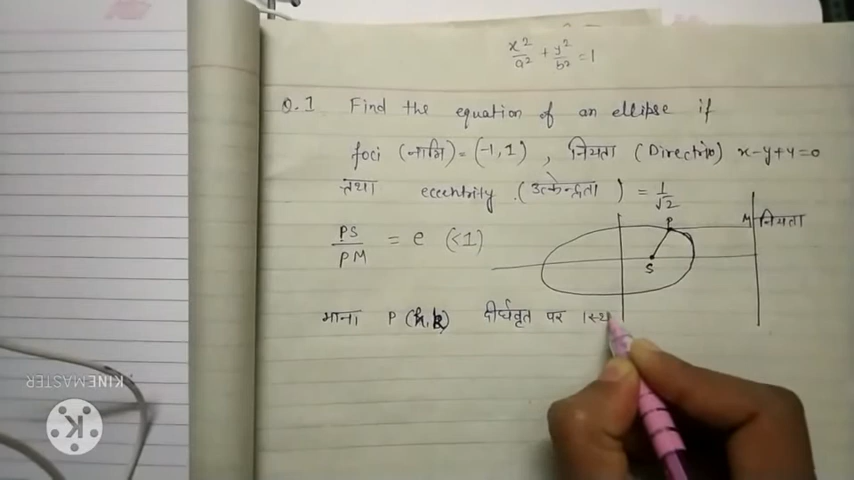 x²/a² + y²/b² = 1
Q.1 Find the equation of an ellipse if
foci (नाभि) = (-1, 1) , नियता (Directrix) x-y+4=0
तथा eccentrity (उत्केन्द्रता) = 1/√2
PS/PM = e (<1)
P
M नियता
S
माना P (h, k) दीर्घवृत पर
KINEMASTER
K